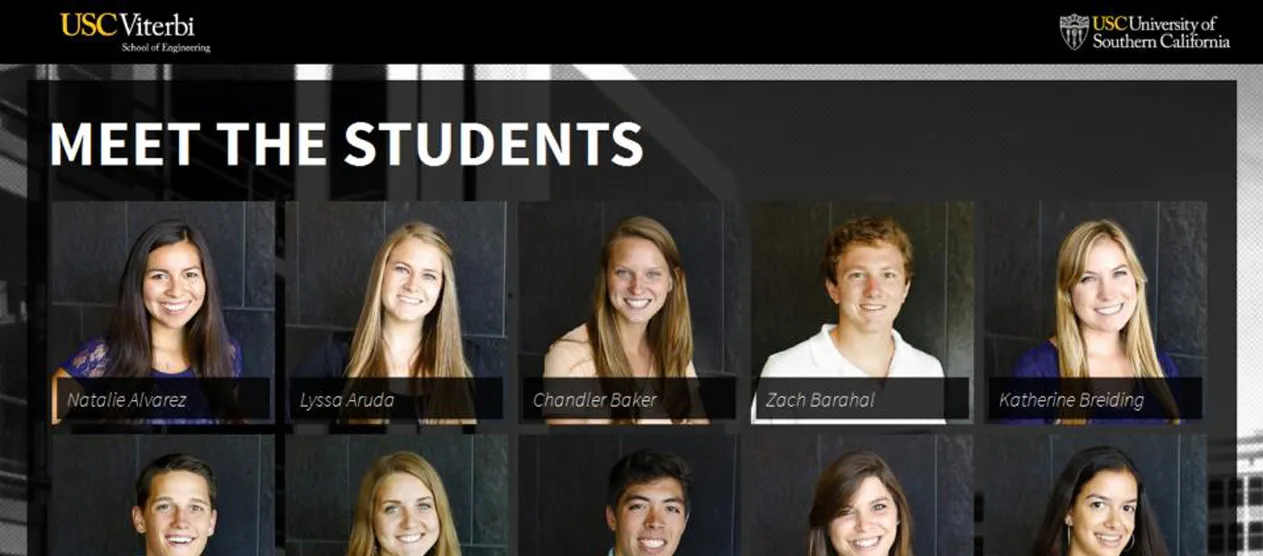 USC Viterbi
School of Engineering
USC University of
Southern California
MEET THE STUDENTS
Natalie Alvarez
Lyssa Aruda
Chandler Baker
Zach Barahal
Katherine Breiding